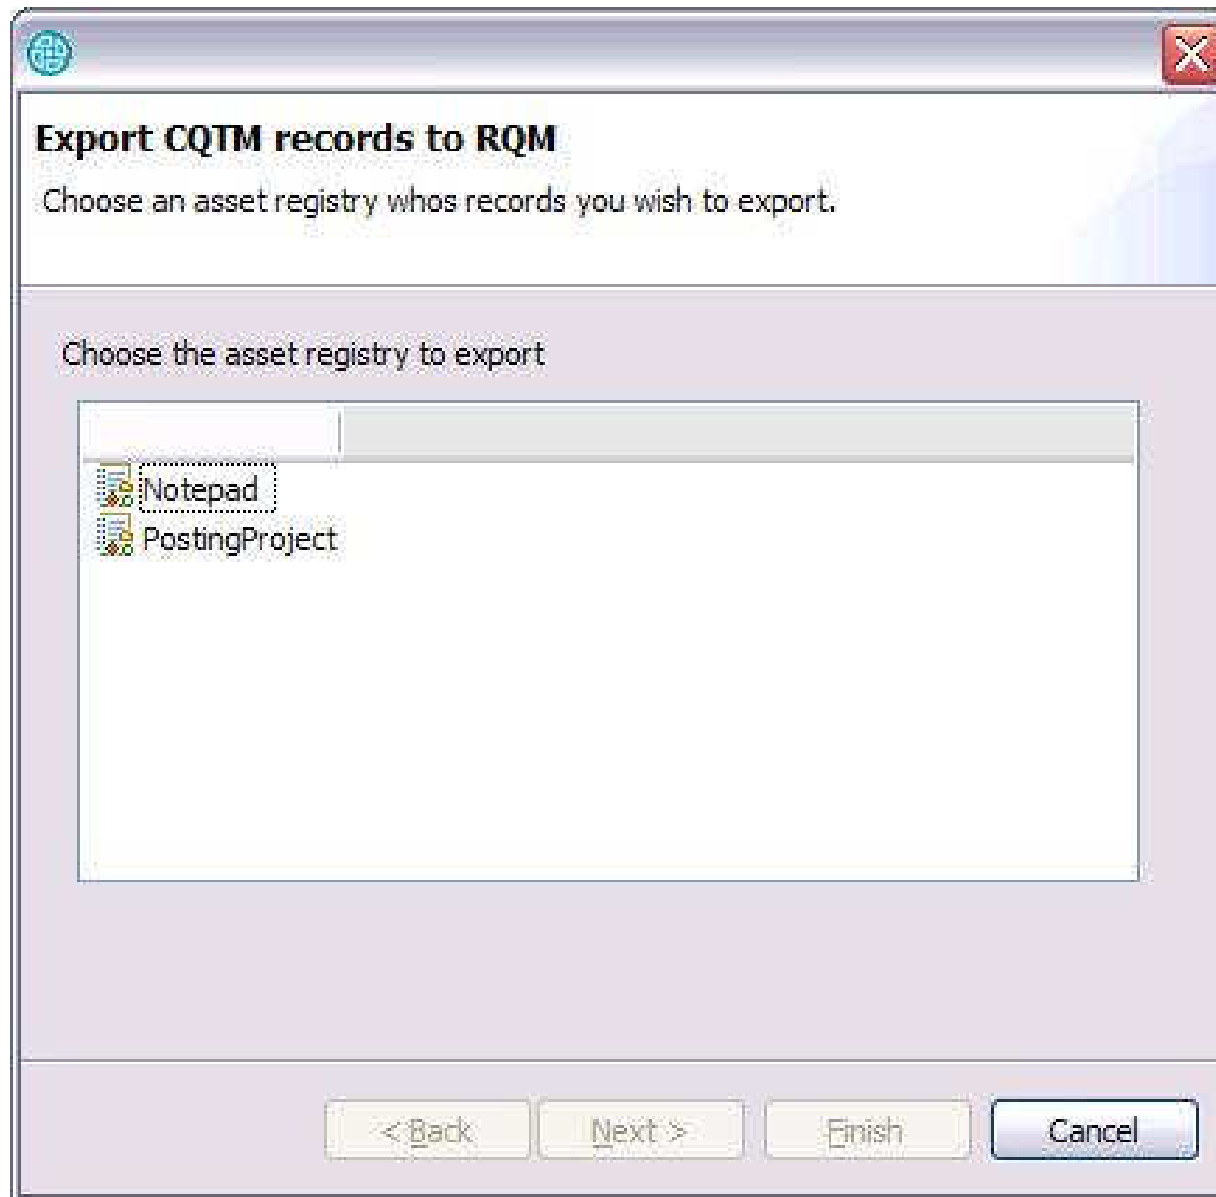 Export CQTM records to RQM
Choose an asset registry whos records you wish to export.
Choose the asset registry to export
Notepad
PostingProject
< Back
Next >
Finish
Cancel